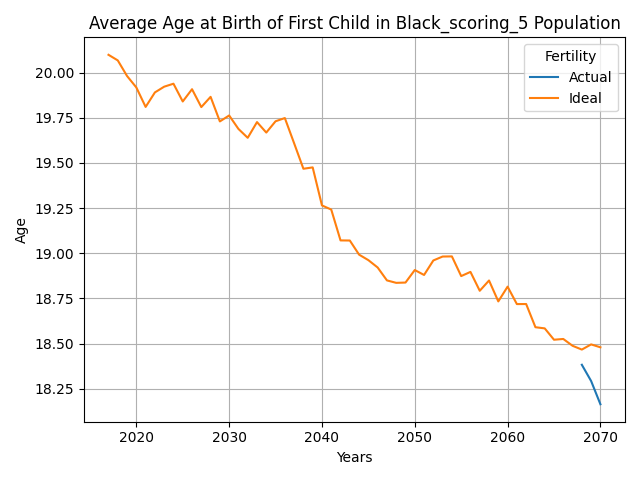 Average Age at Birth of First Child in Black_scoring_5 Population
Fertility
Actual
Ideal
20.00
19.75
19.50
19.25
19.00
18.75
18.50
18.25
Age
2020 2030 2040 2050 2060 2070
Years